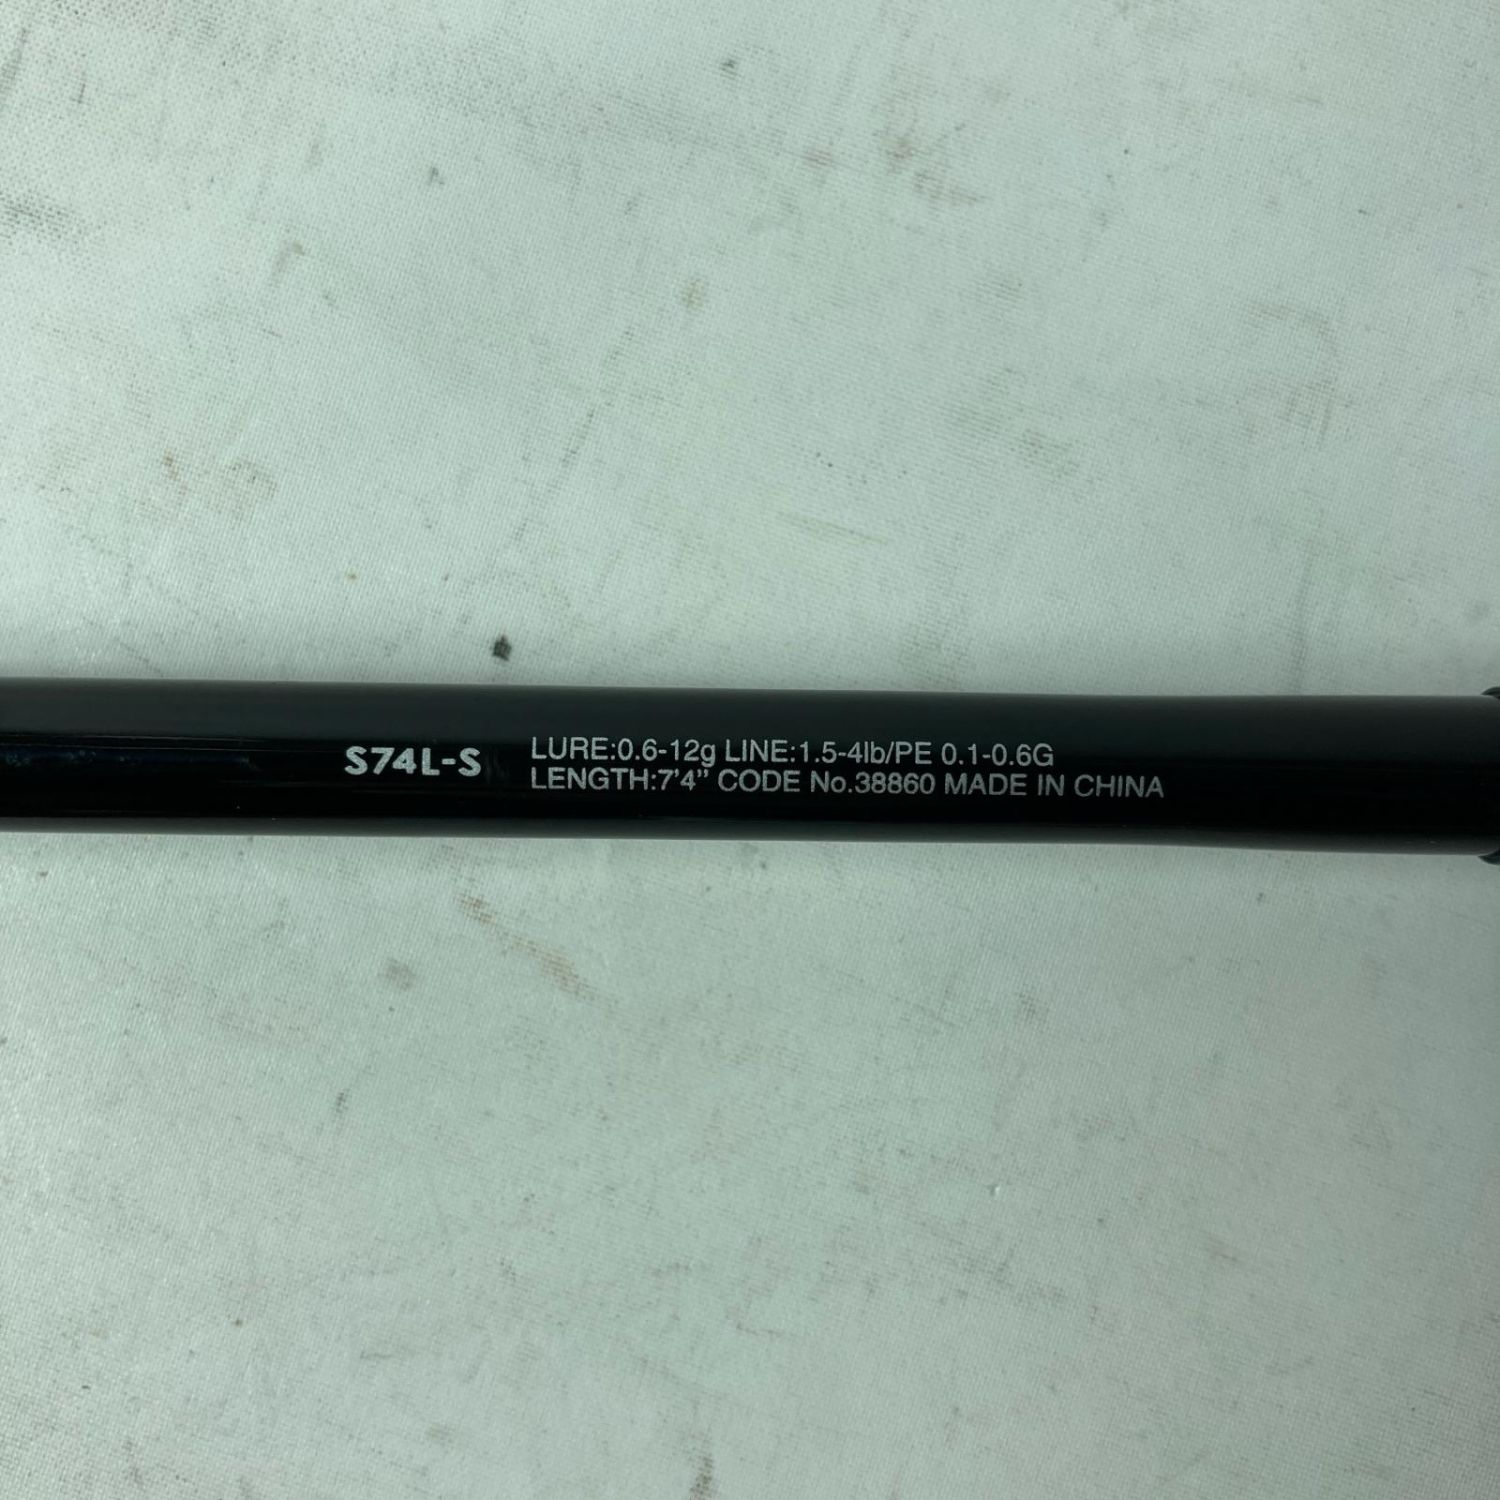 S74L-S
LURE:0.6-12g LINE:1.5-4lb/PE 0.1-0.6G
LENGTH:7'4" CODE No.38860 MADE IN CHINA